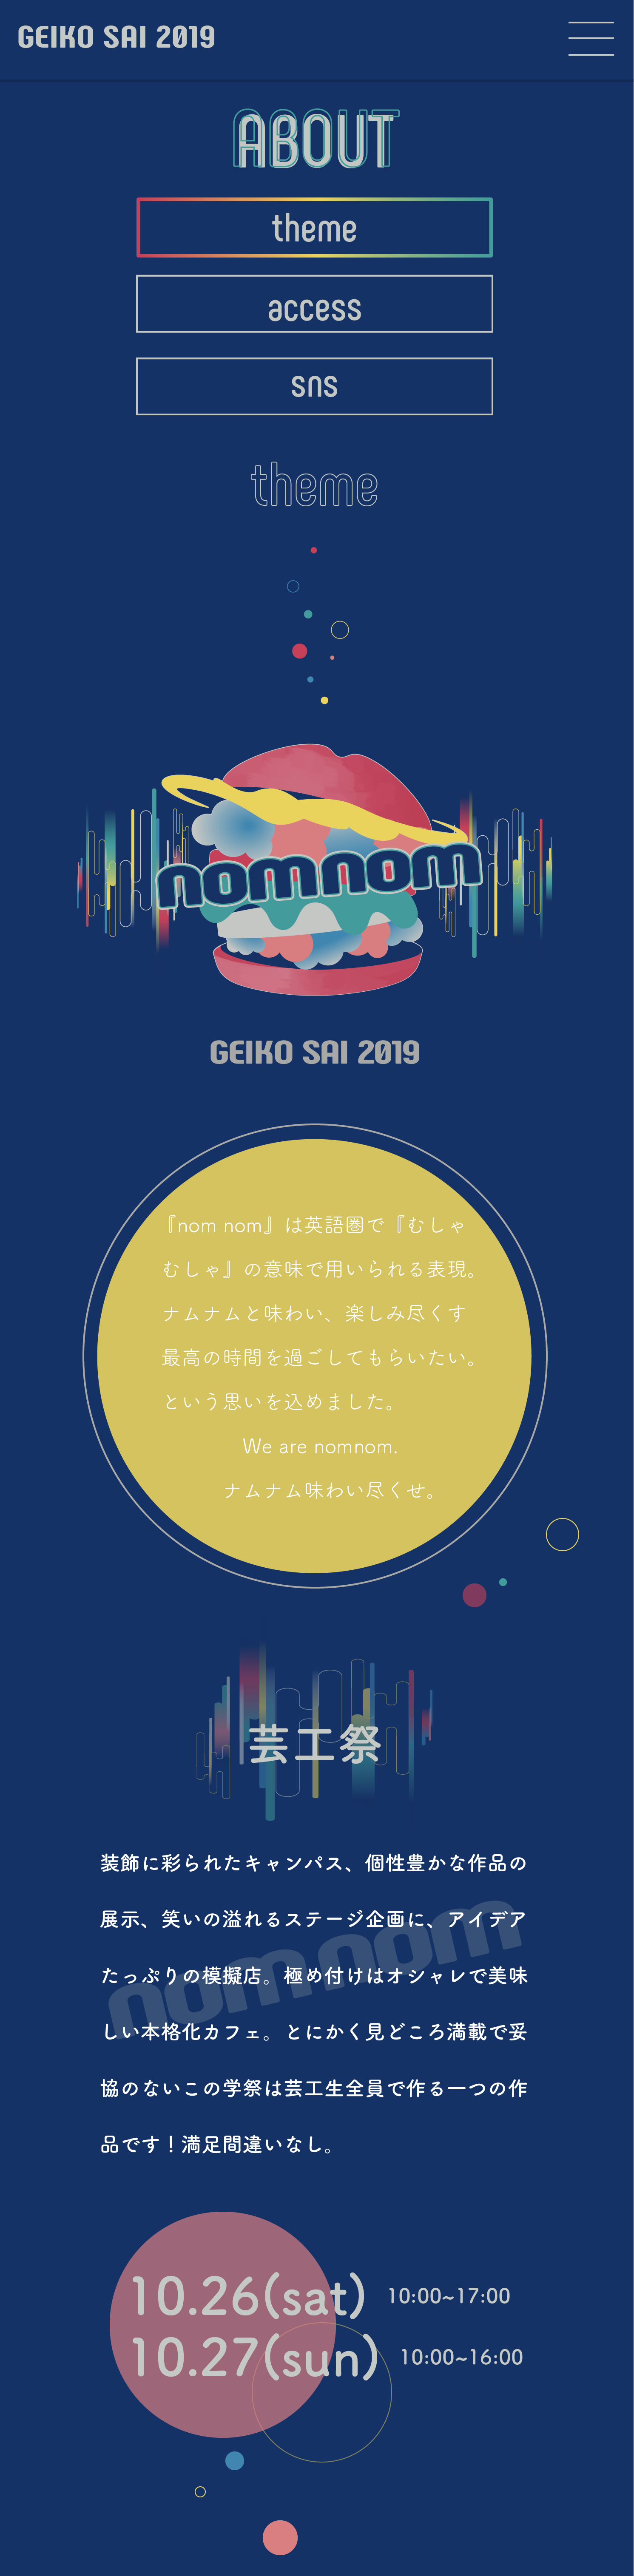 GEIKO SAI 2019
ABOUT
theme
access
sns
theme
nomnom
GEIKO SAI 2019
『nom nom』は英語圏で『むしゃ
むしゃ』の意味で用いられる表現。
ナムナムと味わい、楽しみ尽くす
最高の時間を過ごしてもらいたい。
という思いを込めました。
We are nomnom.
ナムナム味わい尽くせ。
芸工祭
装飾に彩られたキャンパス、個性豊かな作品の
展示、笑いの溢れるステージ企画に、アイデア
たっぷりの模擬店。極め付けはオシャレで美味
しい本格化カフェ。とにかく見どころ満載で妥
協のないこの学祭は芸工生全員で作る一つの作
品です！満足間違いなし。
nomnom
10.26(sat) 10:00~17:00
10.27(sun) 10:00~16:00